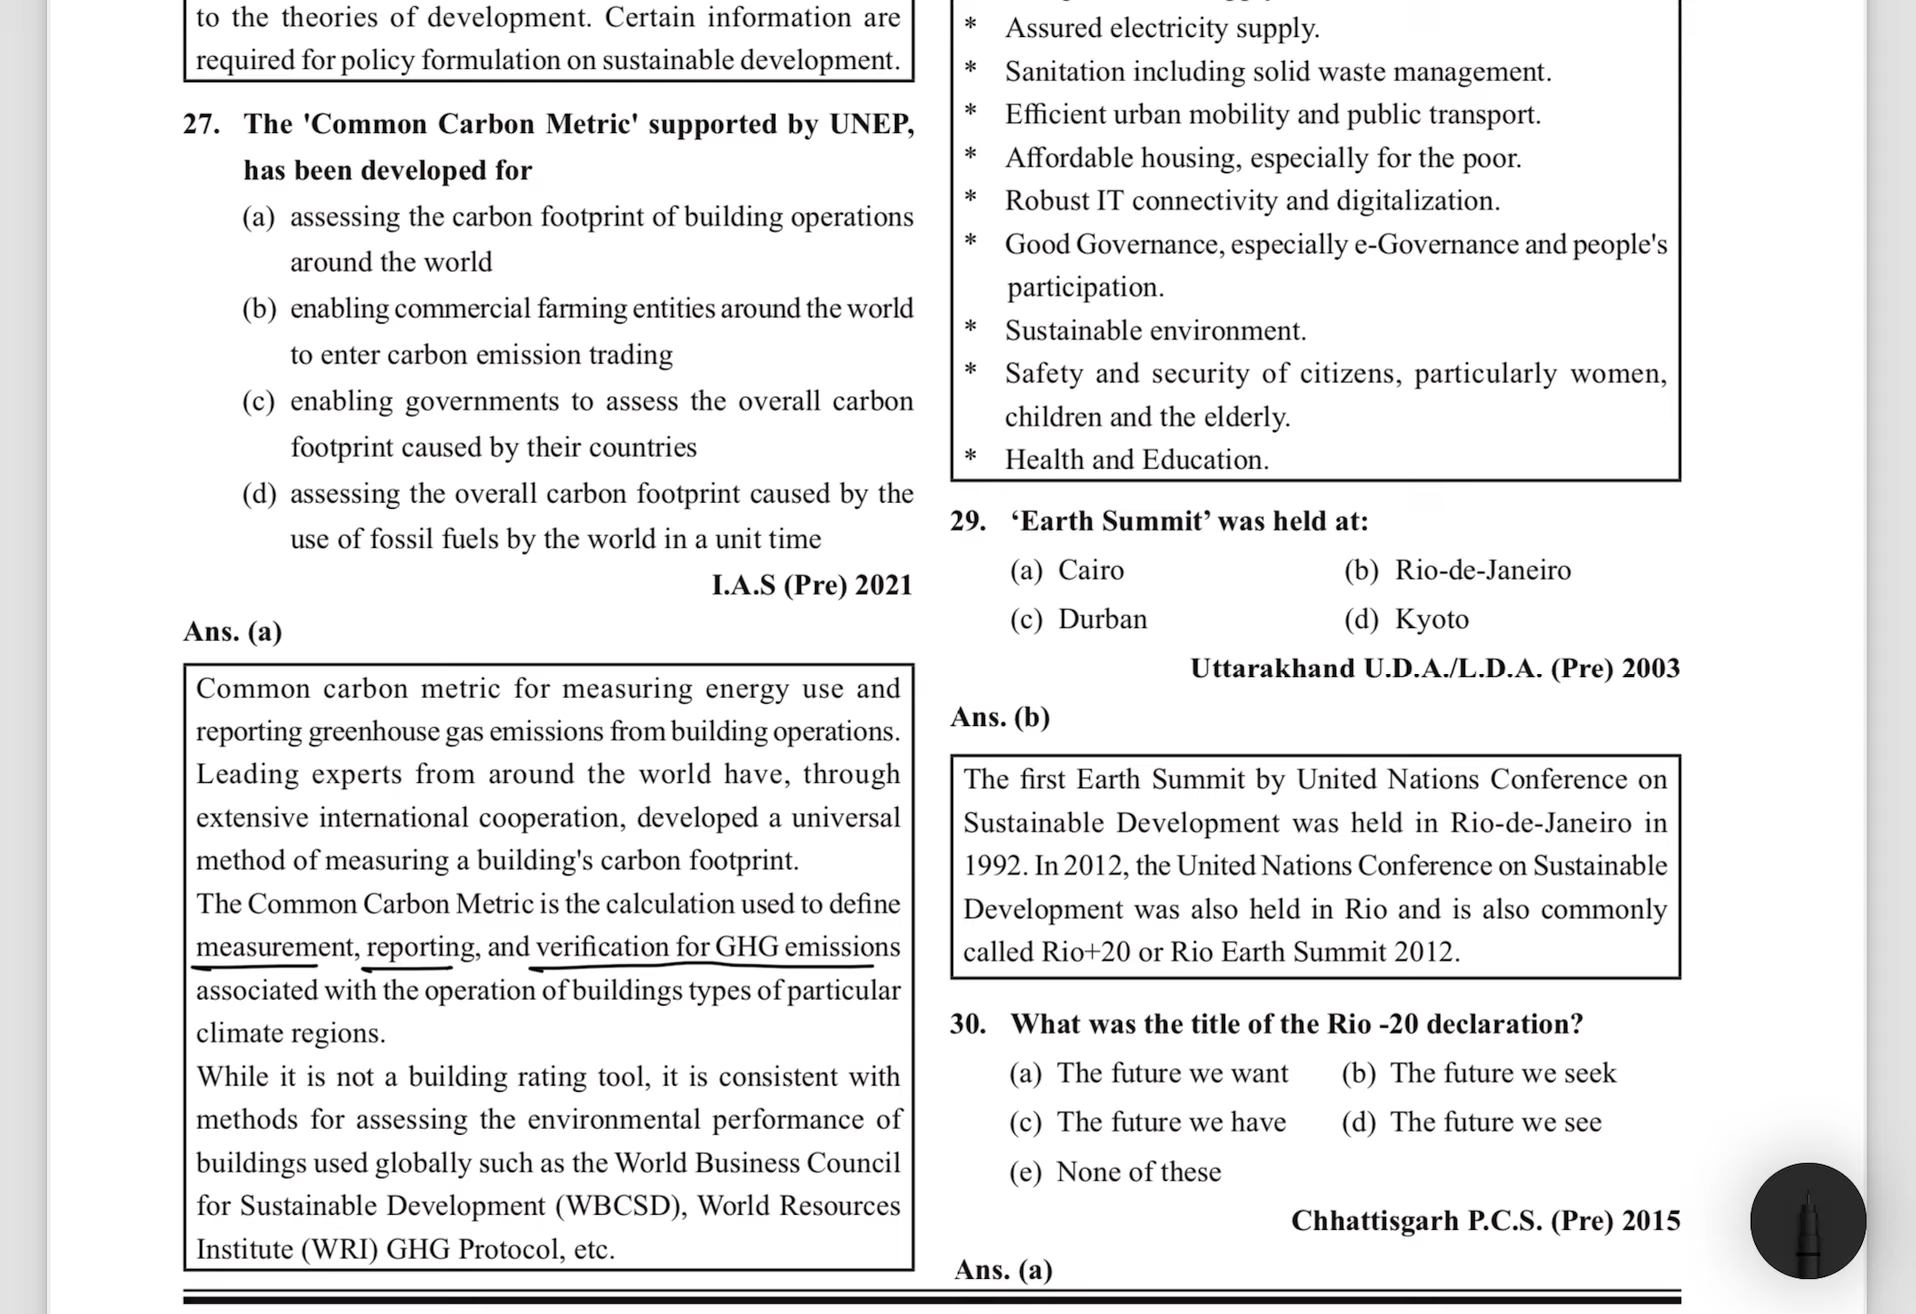 to the theories of development. Certain information are
required for policy formulation on sustainable development.
27. The 'Common Carbon Metric' supported by UNEP,
has been developed for
(a) assessing the carbon footprint of building operations
around the world
(b) enabling commercial farming entities around the world
to enter carbon emission trading
(c) enabling governments to assess the overall carbon
footprint caused by their countries
(d) assessing the overall carbon footprint caused by the
use of fossil fuels by the world in a unit time
I.A.S (Pre) 2021
Ans. (a)
Common carbon metric for measuring energy use and
reporting greenhouse gas emissions from building operations.
Leading experts from around the world have, through
extensive international cooperation, developed a universal
method of measuring a building's carbon footprint.
The Common Carbon Metric is the calculation used to define
measurement, reporting, and verification for GHG emissions
associated with the operation of buildings types of particular
climate regions.
While it is not a building rating tool, it is consistent with
methods for assessing the environmental performance of
buildings used globally such as the World Business Council
for Sustainable Development (WBCSD), World Resources
Institute (WRI) GHG Protocol, etc.
* Assured electricity supply.
* Sanitation including solid waste management.
* Efficient urban mobility and public transport.
* Affordable housing, especially for the poor.
* Robust IT connectivity and digitalization.
* Good Governance, especially e-Governance and people's
participation.
* Sustainable environment.
* Safety and security of citizens, particularly women,
children and the elderly.
* Health and Education.
29. ‘Earth Summit’ was held at:
(a) Cairo (b) Rio-de-Janeiro
(c) Durban (d) Kyoto
Uttarakhand U.D.A./L.D.A. (Pre) 2003
Ans. (b)
The first Earth Summit by United Nations Conference on
Sustainable Development was held in Rio-de-Janeiro in
1992. In 2012, the United Nations Conference on Sustainable
Development was also held in Rio and is also commonly
called Rio+20 or Rio Earth Summit 2012.
30. What was the title of the Rio -20 declaration?
(a) The future we want (b) The future we seek
(c) The future we have (d) The future we see
(e) None of these
Chhattisgarh P.C.S. (Pre) 2015
Ans. (a)